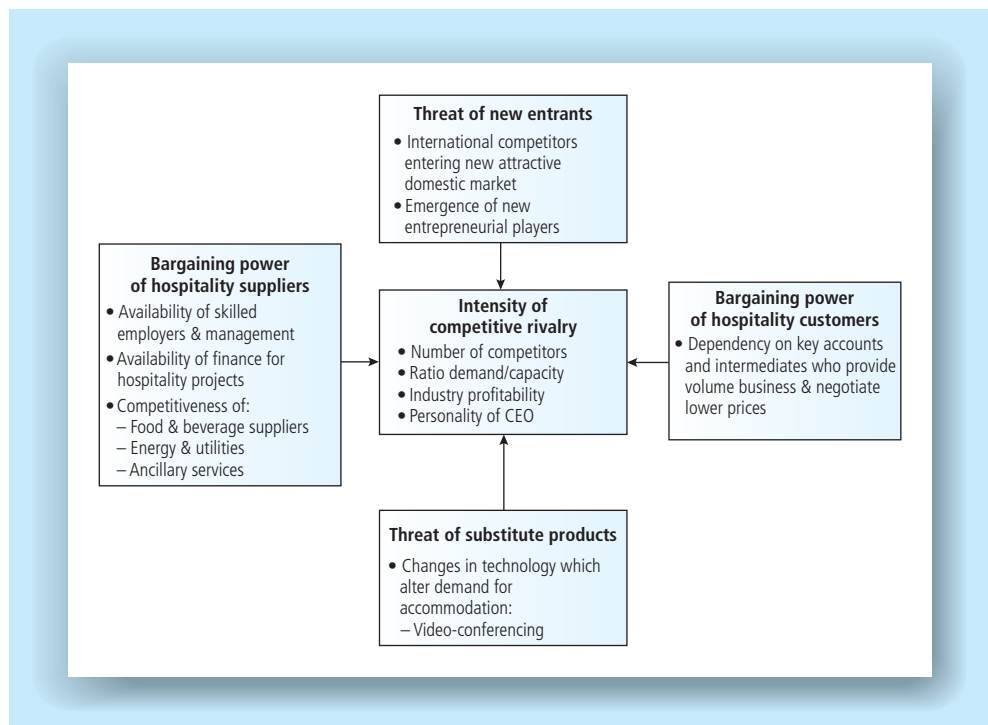 Threat of new entrants
• International competitors
entering new attractive
domestic market
• Emergence of new
entrepreneurial players
Bargaining power
of hospitality suppliers
• Availability of skilled
employers & management
• Availability of finance for
hospitality projects
• Competitiveness of:
– Food & beverage suppliers
– Energy & utilities
– Ancillary services
Intensity of
competitive rivalry
• Number of competitors
• Ratio demand/capacity
• Industry profitability
• Personality of CEO
Bargaining power
of hospitality customers
• Dependency on key accounts
and intermediates who provide
volume business & negotiate
lower prices
Threat of substitute products
• Changes in technology which
alter demand for
accommodation:
– Video-conferencing